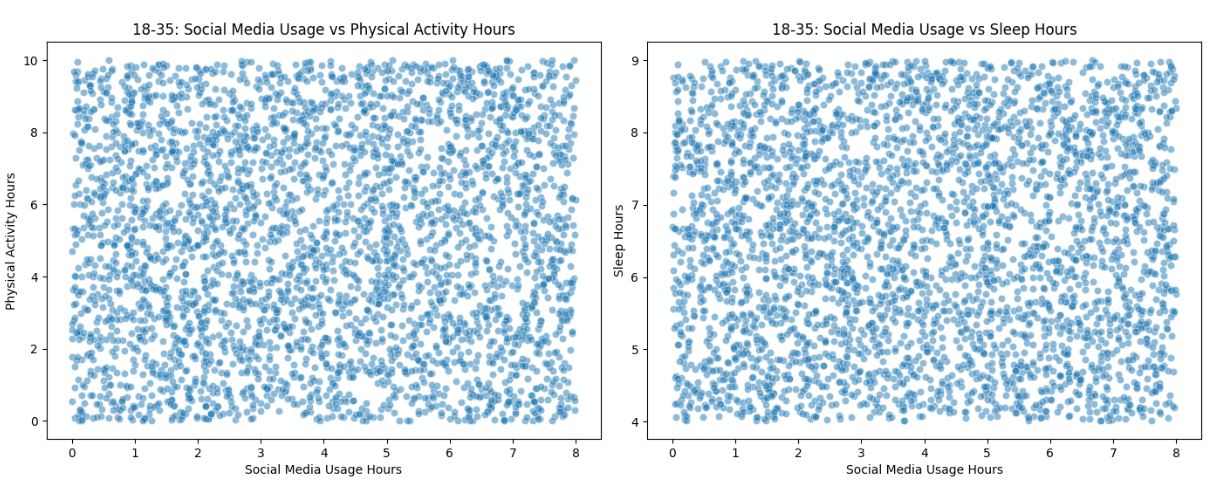 18-35: Social Media Usage vs Physical Activity Hours
Physical Activity Hours
10
8
6
4
2
0
0 1 2 3 4 5 6 7 8
Social Media Usage Hours
18-35: Social Media Usage vs Sleep Hours
Sleep Hours
9
8
7
6
5
4
0 1 2 3 4 5 6 7 8
Social Media Usage Hours